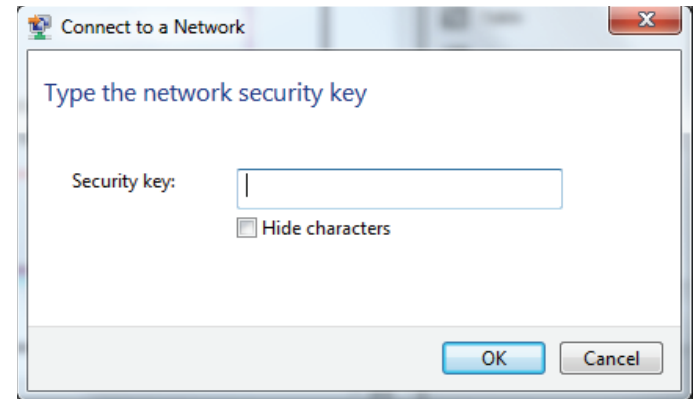 Connect to a Network
Type the network security key
Security key:
Hide characters
OK Cancel